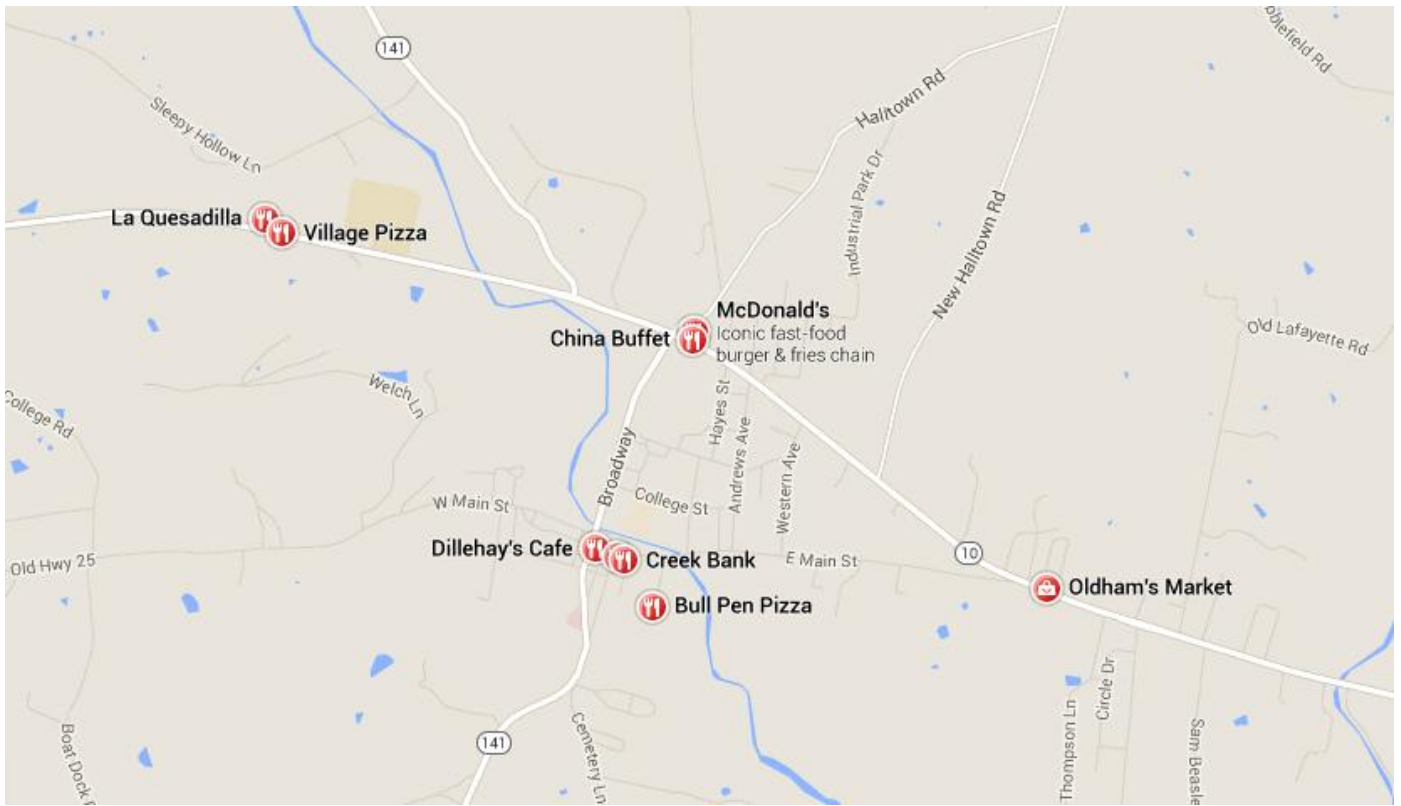 141
Halltown Rd
Sleepy Hollow Ln
Industrial Park Dr
La Quesadilla
Village Pizza
New Halltown Rd
McDonald's
Iconic fast-food
burger & fries chain
China Buffet
Old Lafayette Rd
Welch Ln
College Rd
Hayes St
Andrews Ave
Western Ave
Broadway
College St
W Main St
Dillehay's Cafe
Creek Bank
E Main St
10
Old Hwy 25
Oldham's Market
Bull Pen Pizza
Circle Dr
Thompson Ln
Cemetery Ln
141
Boat Dock